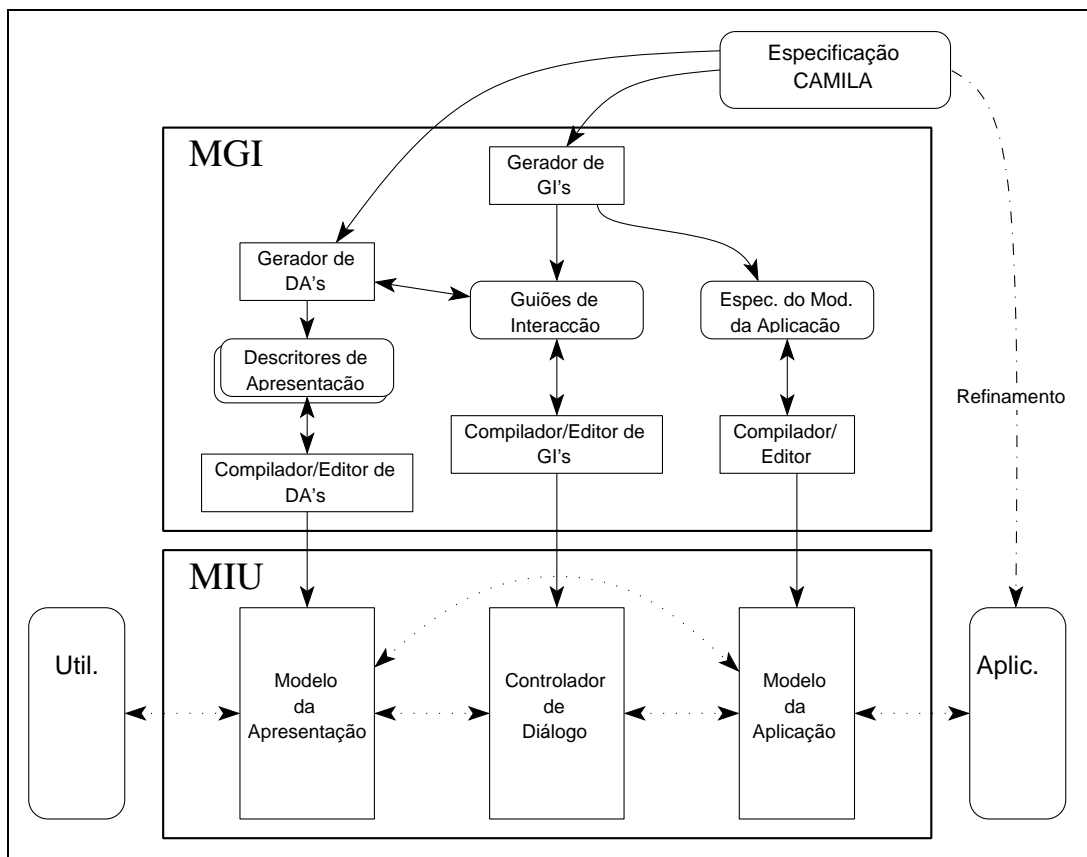 Especificação
CAMILA
MGI
Gerador de
GI's
Gerador de
DA's
Guiões de
Interacção
Espec. do Mod.
da Aplicação
Descritores de
Apresentação
Refinamento
Compilador/Editor de
GI's
Compilador/
Editor
Compilador/Editor de
DA's
MIU
Util.
Modelo
da
Apresentação
Controlador
de
Diálogo
Modelo
da
Aplicação
Aplic.